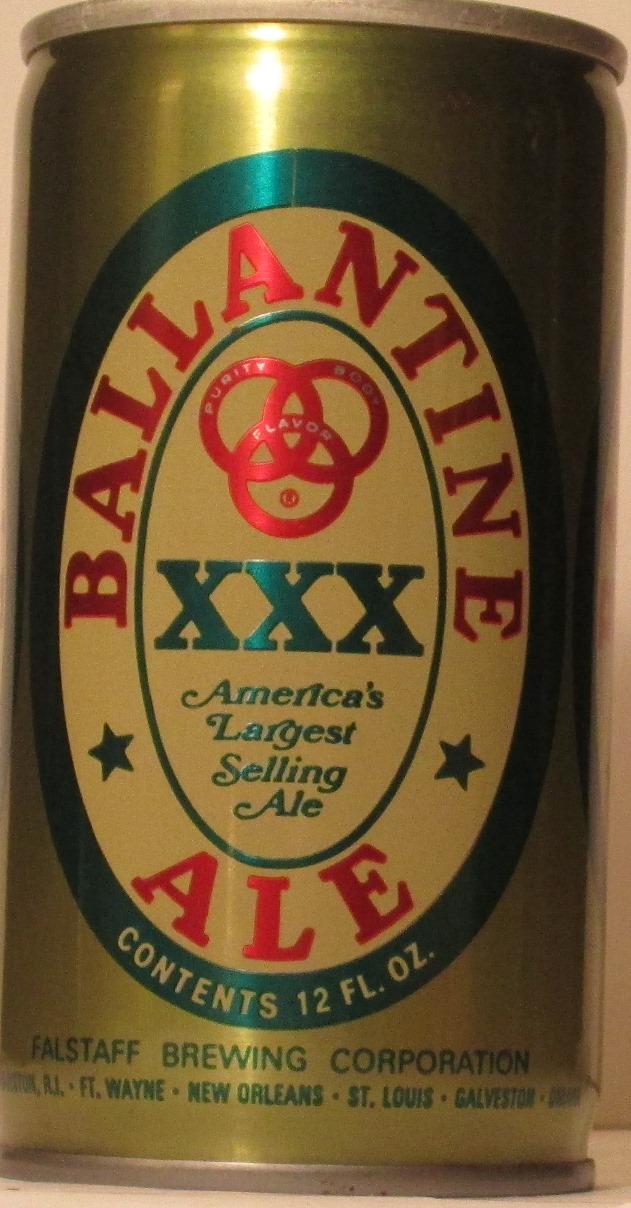 BALLANTINE
PURITY BODY
FLAVOR
®
XXX
America's
Largest
Selling
Ale
ALE
CONTENTS 12 FL. OZ.
FALSTAFF BREWING CORPORATION
R.I. • FT. WAYNE • NEW ORLEANS • ST. LOUIS • GALVESTON •